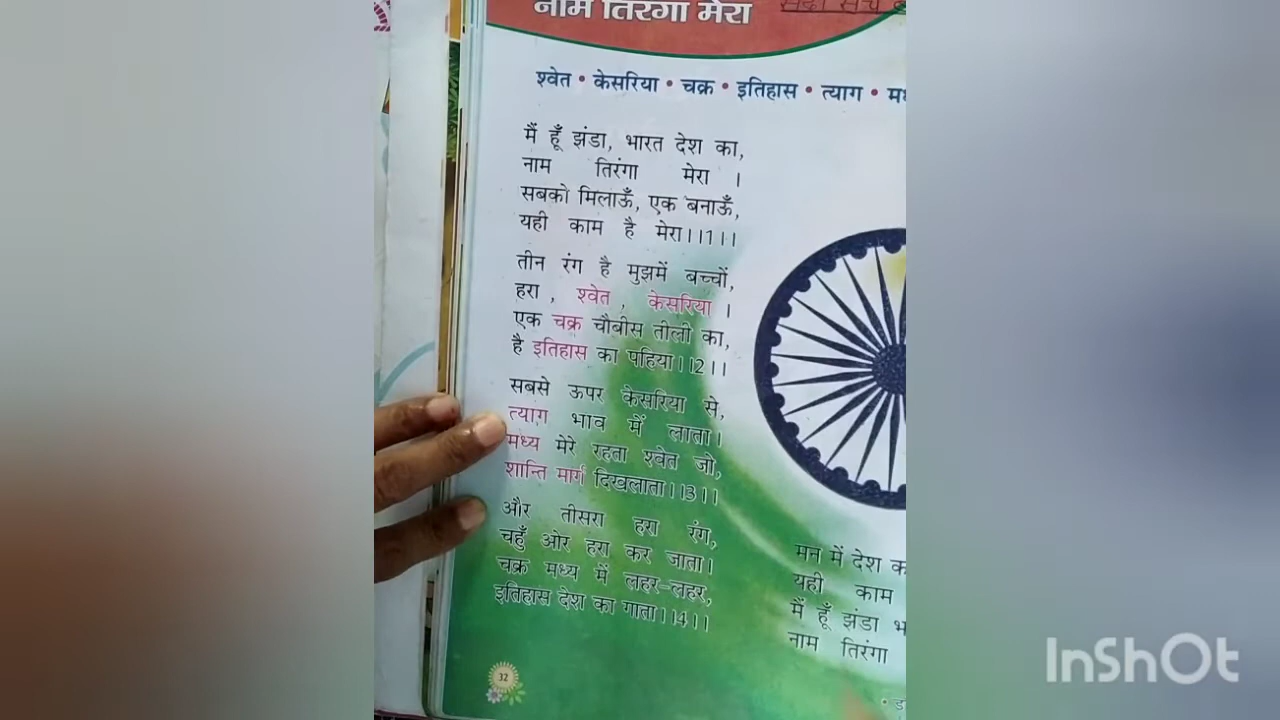 नाम तिरंगा मेरा
श्वेत • केसरिया • चक्र • इतिहास • त्याग •
मैं हूँ झंडा, भारत देश का,
नाम तिरंगा मेरा ।
सबको मिलाऊँ, एक बनाऊँ,
यही काम है मेरा।।1।।
तीन रंग है मुझमें बच्चों,
हरा , श्वेत , केसरिया ।
एक चक्र चौबीस तीली का,
है इतिहास का पहिया।।2।।
सबसे ऊपर केसरिया से,
त्याग भाव में लाता।
मध्य मेरे रहता श्वेत जो,
शान्ति मार्ग दिखलाता।।3।।
और तीसरा हरा रंग,
चहुँ ओर हरा कर जाता।
चक्र मध्य में लहर-लहर,
इतिहास देश का गाता।।4।।
मन में देश
यही काम
मैं हूँ झंडा
नाम तिरंगा
32
InShOt